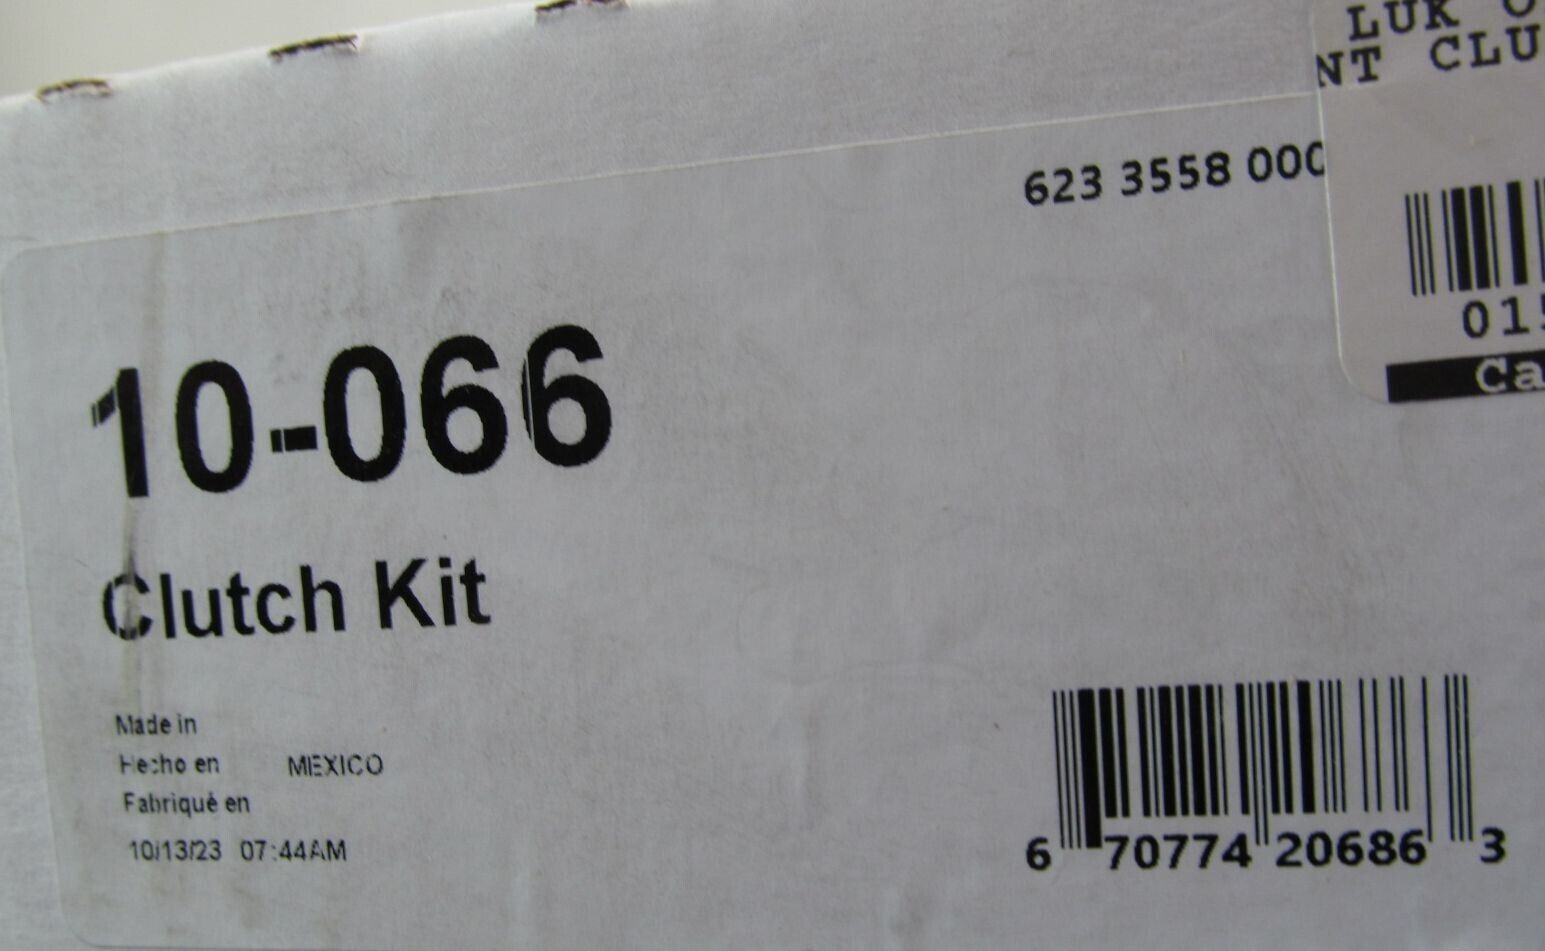 LUK
NT CLU
623 3558 000
01
Ca
10-066
Clutch Kit
Made in
Hecho en MEXICO
Fabriqué en
10/13/23 07:44AM
6 70774 20686 3